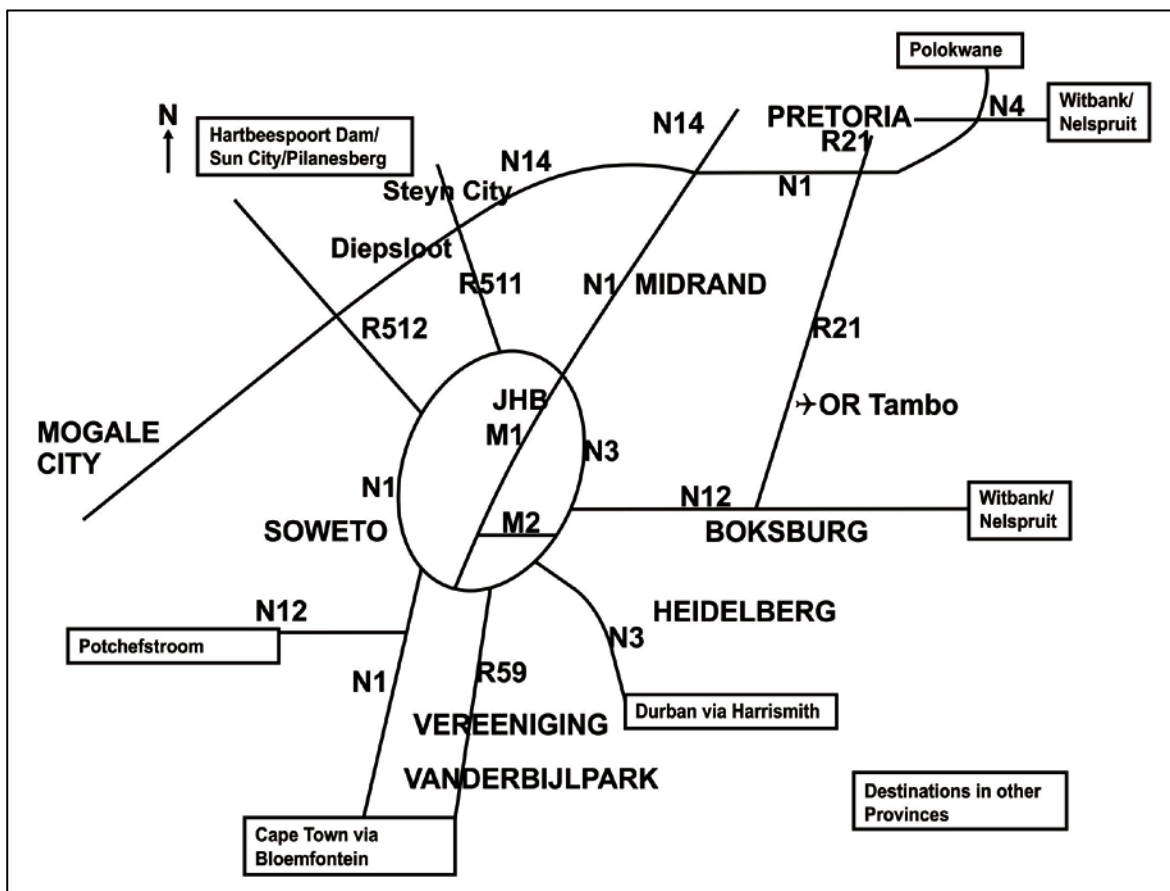 Polokwane
N
Hartbeespoort Dam/
Sun City/Pilanesberg
N14
PRETORIA
N4
Witbank/
Nelspruit
R21
N14
N1
Steyn City
Diepsloot
R511
N1
MIDRAND
R512
R21
JHB
OR Tambo
MOGALE
CITY
M1
N3
N1
N12
Witbank/
Nelspruit
SOWETO
M2
BOKSBURG
N12
HEIDELBERG
Potchefstroom
N3
N1
R59
Durban via Harrismith
VEREENIGING
VANDERBIJLPARK
Destinations in other
Provinces
Cape Town via
Bloemfontein